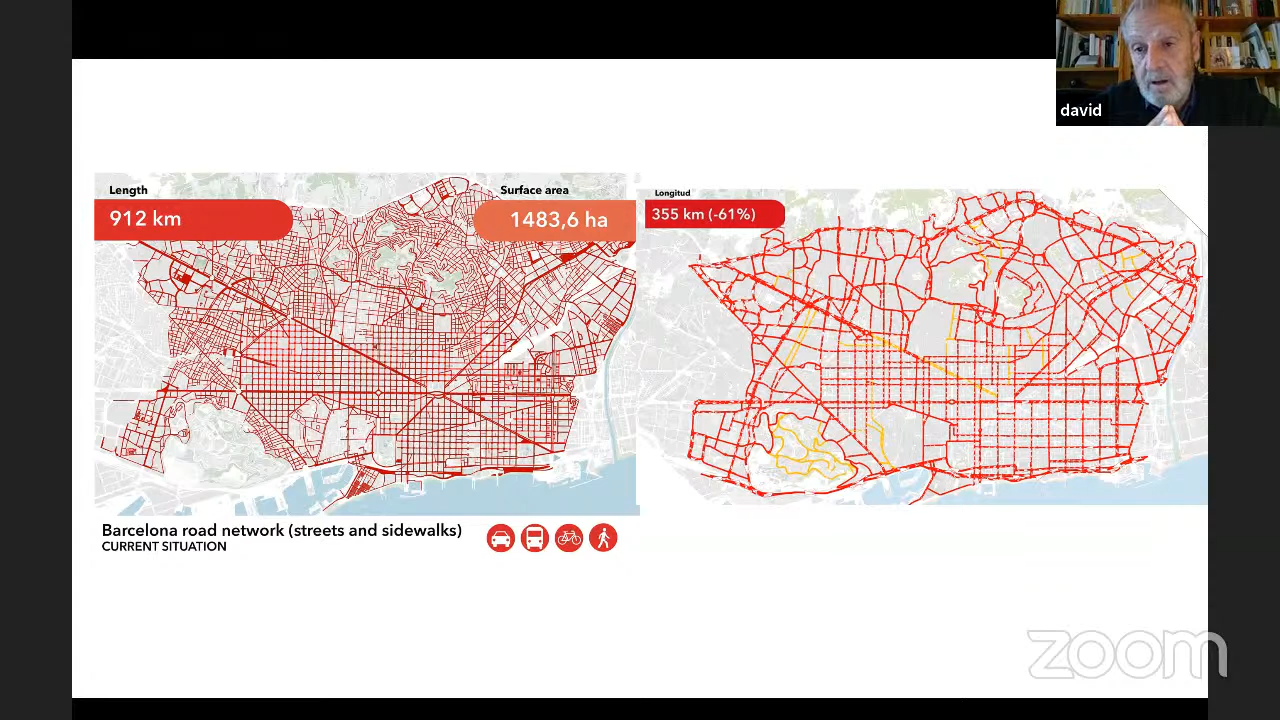 david
Length
912 km
Surface area
1483,6 ha
Longitud
355 km (-61%)
Barcelona road network (streets and sidewalks)
CURRENT SITUATION
zoom